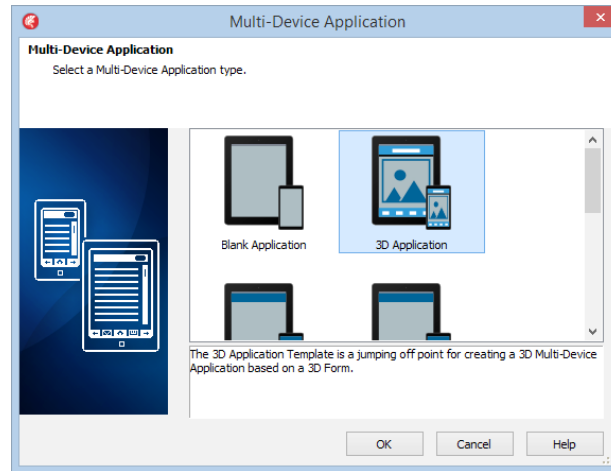 Multi-Device Application
Multi-Device Application
Select a Multi-Device Application type.
Blank Application
3D Application
The 3D Application Template is a jumping off point for creating a 3D Multi-Device
Application based on a 3D Form.
OK
Cancel
Help